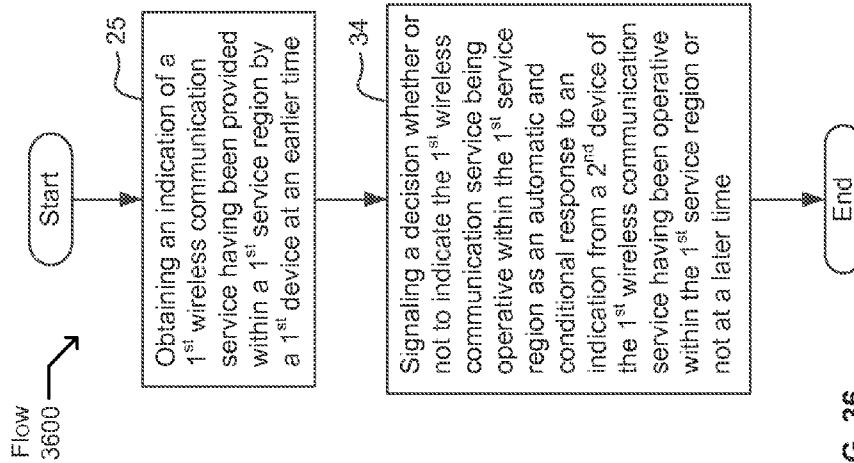 Flow
3600
Start
Obtaining an indication of a
1st wireless communication
service having been provided
within a 1st service region by
a 1st device at an earlier time
25
Signaling a decision whether or
not to indicate the 1st wireless
communication service being
operative within the 1st service
region as an automatic and
conditional response to an
indication from a 2nd device of
the 1st wireless communication
service having been operative
within the 1st service region or
not at a later time
34
End
G. 36